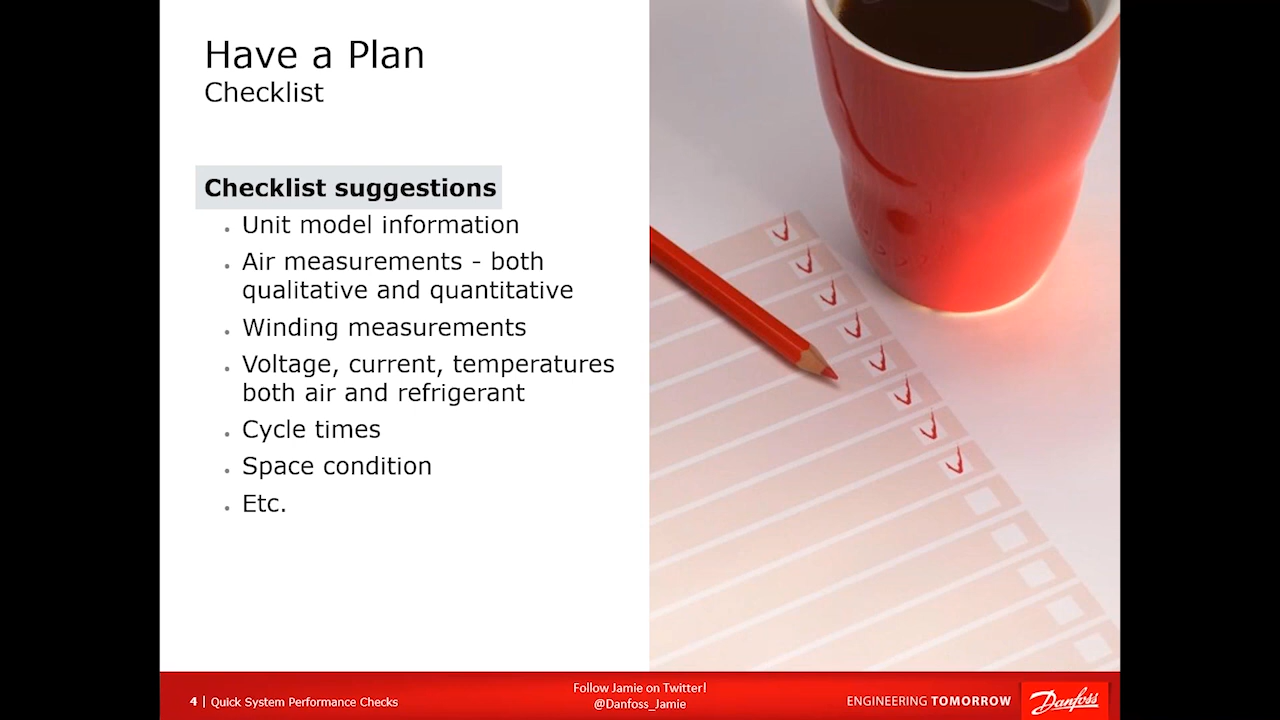 Have a Plan
Checklist
Checklist suggestions
• Unit model information
• Air measurements - both
qualitative and quantitative
• Winding measurements
• Voltage, current, temperatures
both air and refrigerant
• Cycle times
• Space condition
• Etc.
4 | Quick System Performance Checks
Follow Jamie on Twitter!
@Danfoss_Jamie
ENGINEERING TOMORROW
Danfoss